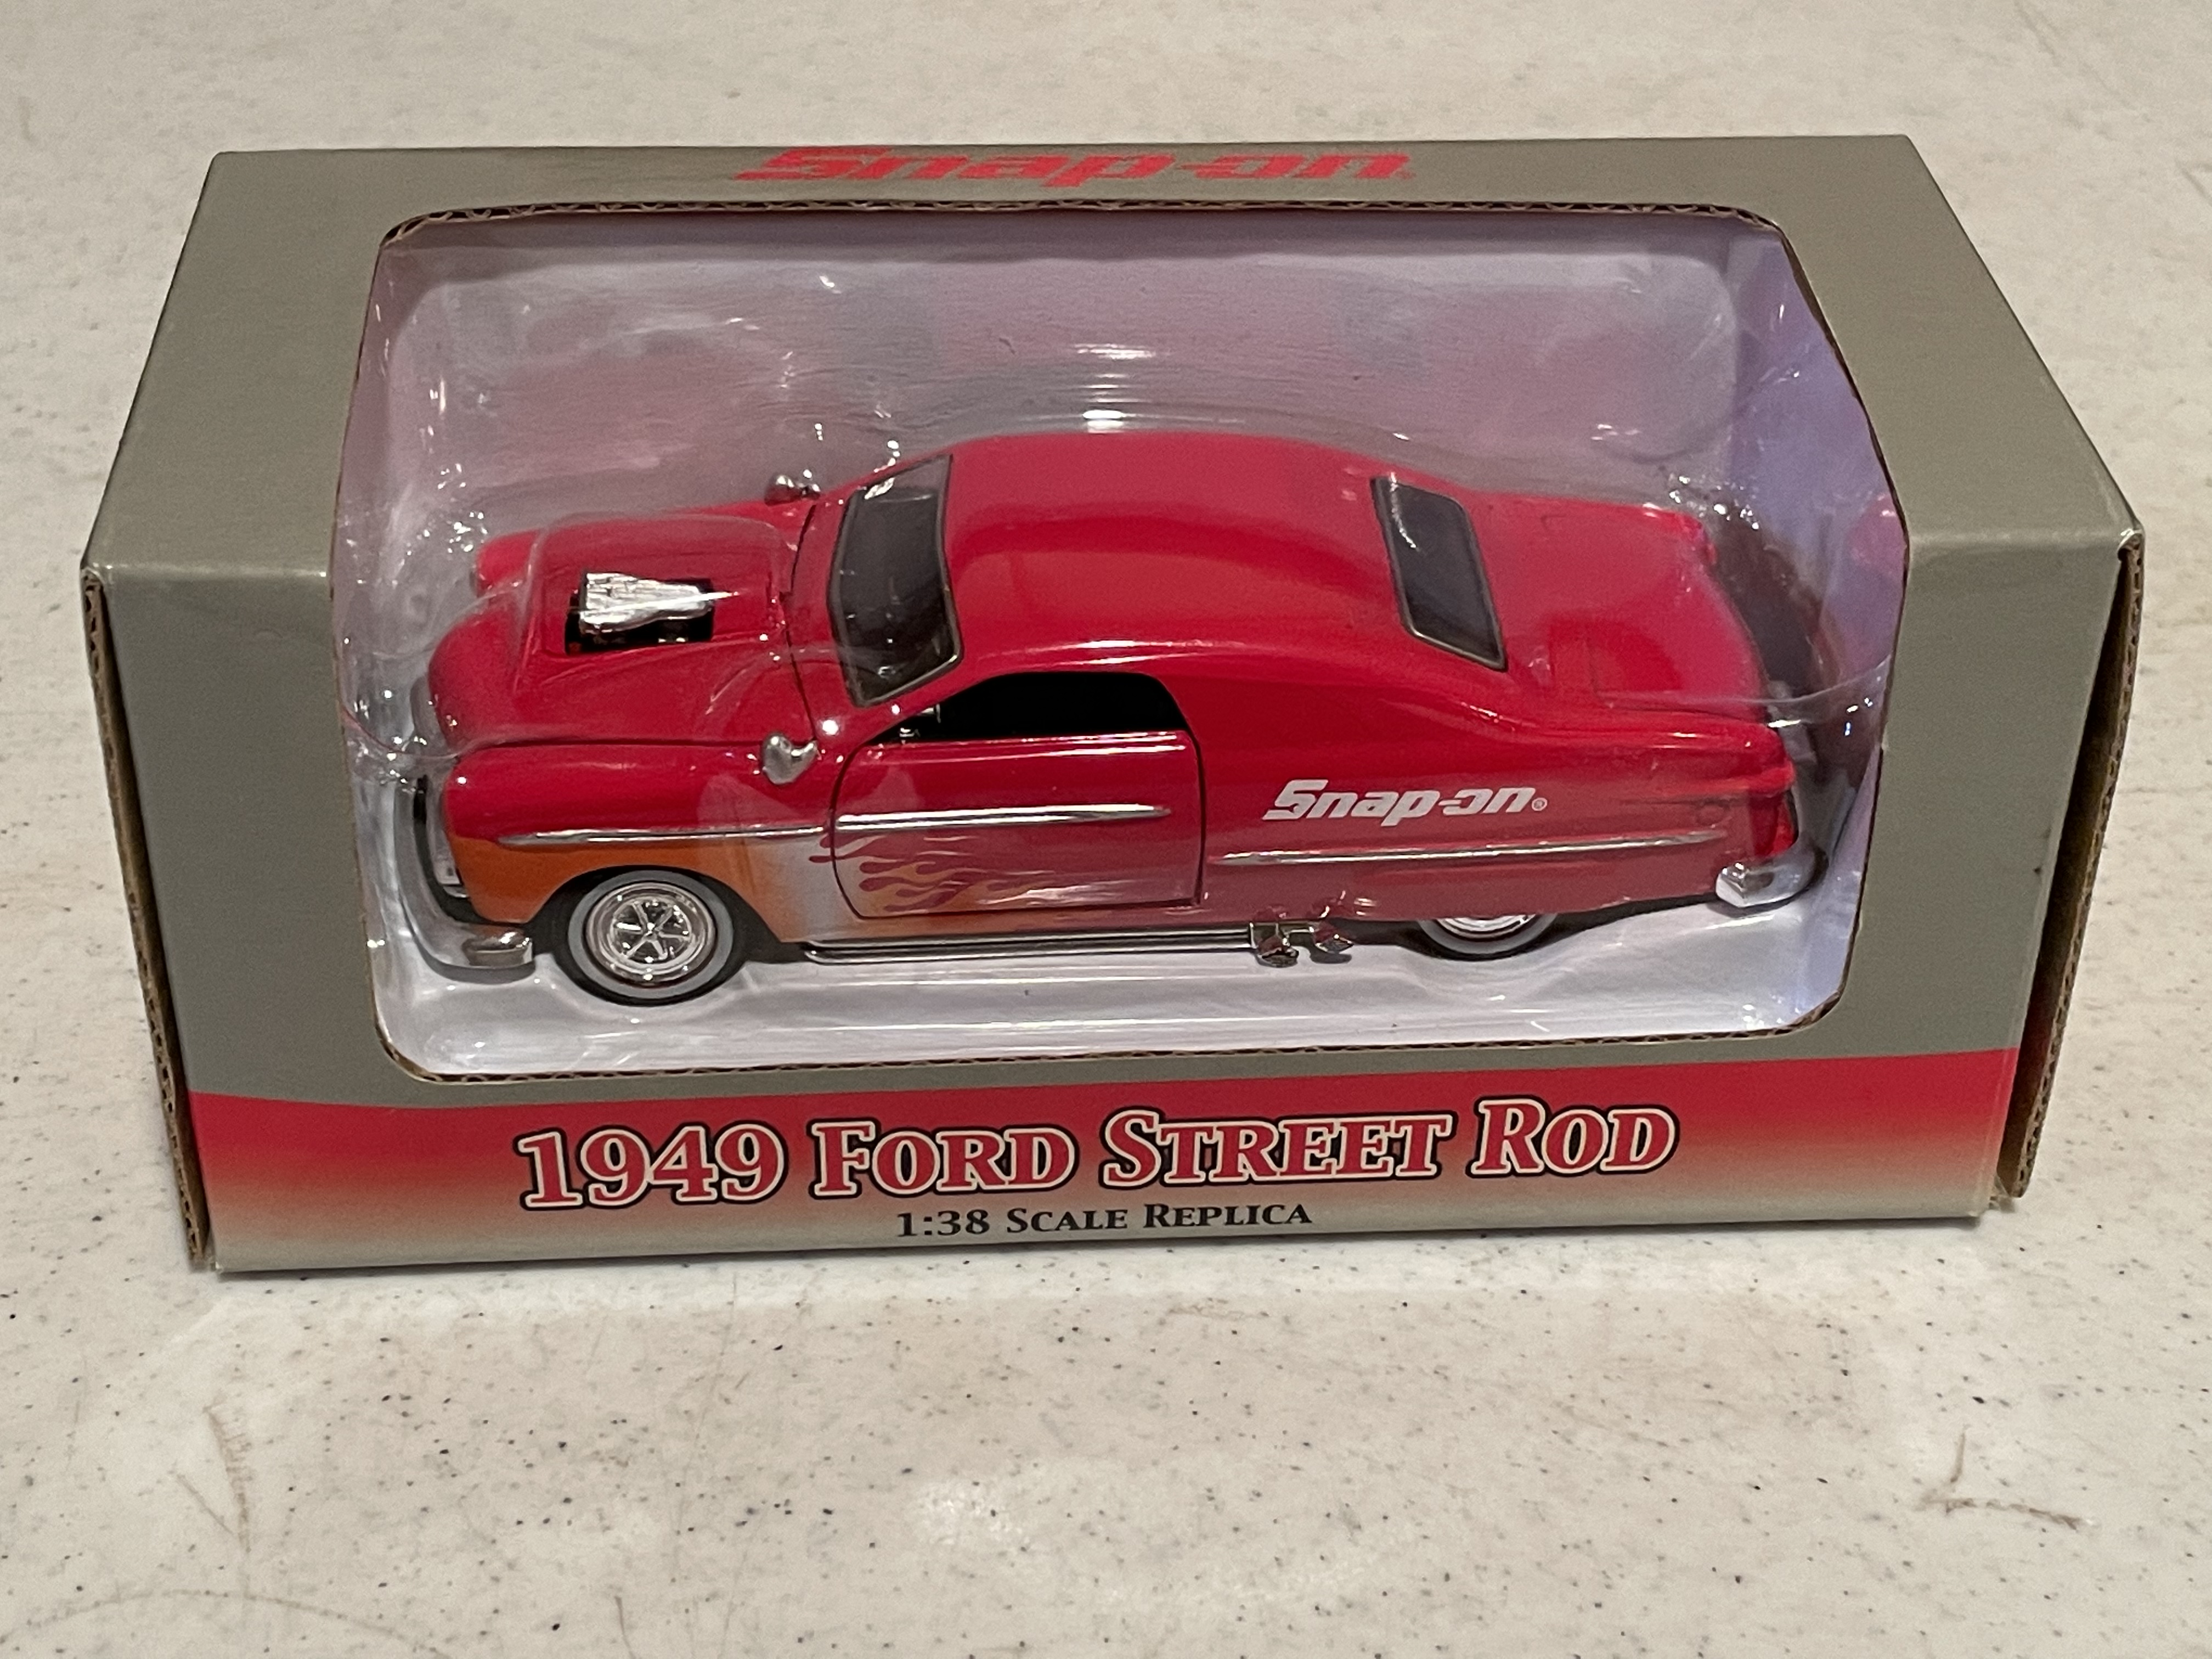 Snap-on
Snap-on®
1949 FORD STREET ROD
1:38 SCALE REPLICA